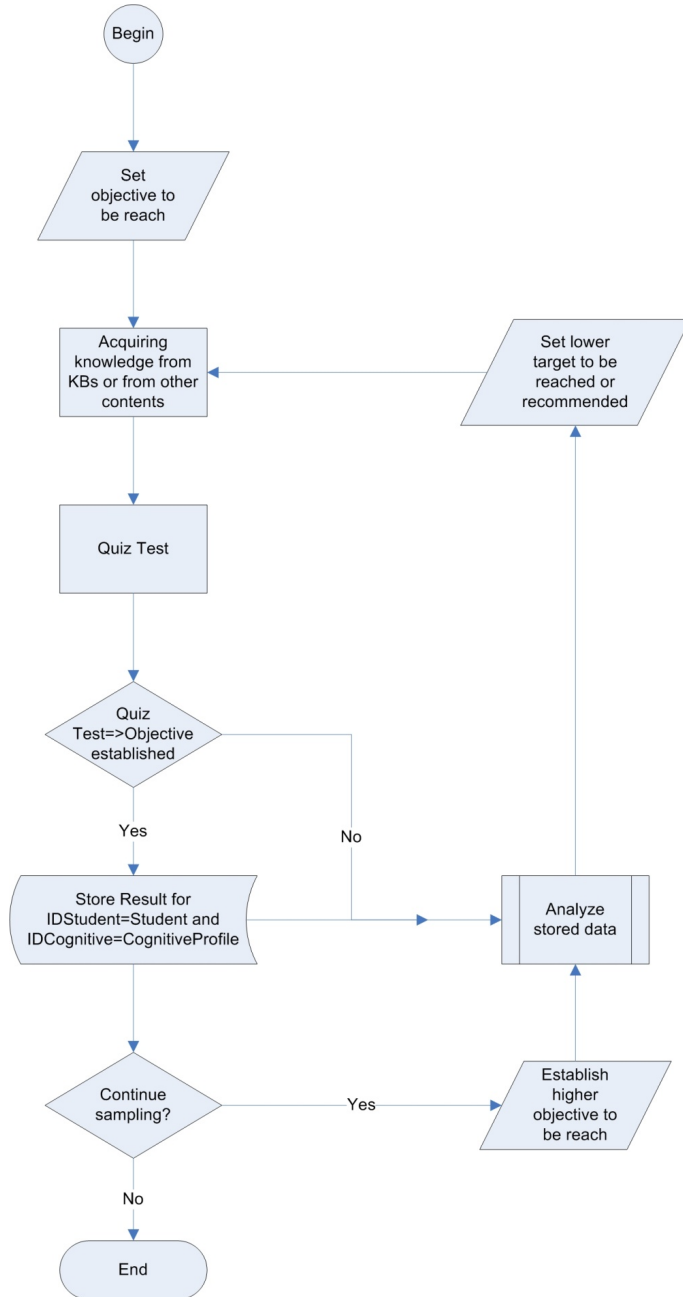 Begin
Set
objective to
be reach
Acquiring
knowledge from
KBs or from other
contents
Set lower
target to be
reached or
recommended
Quiz Test
Quiz
Test=>Objective
established
Yes
No
Store Result for
IDStudent=Student and
IDCognitive=CognitiveProfile
Analyze
stored data
Continue
sampling?
Yes
Establish
higher
objective to
be reach
No
End